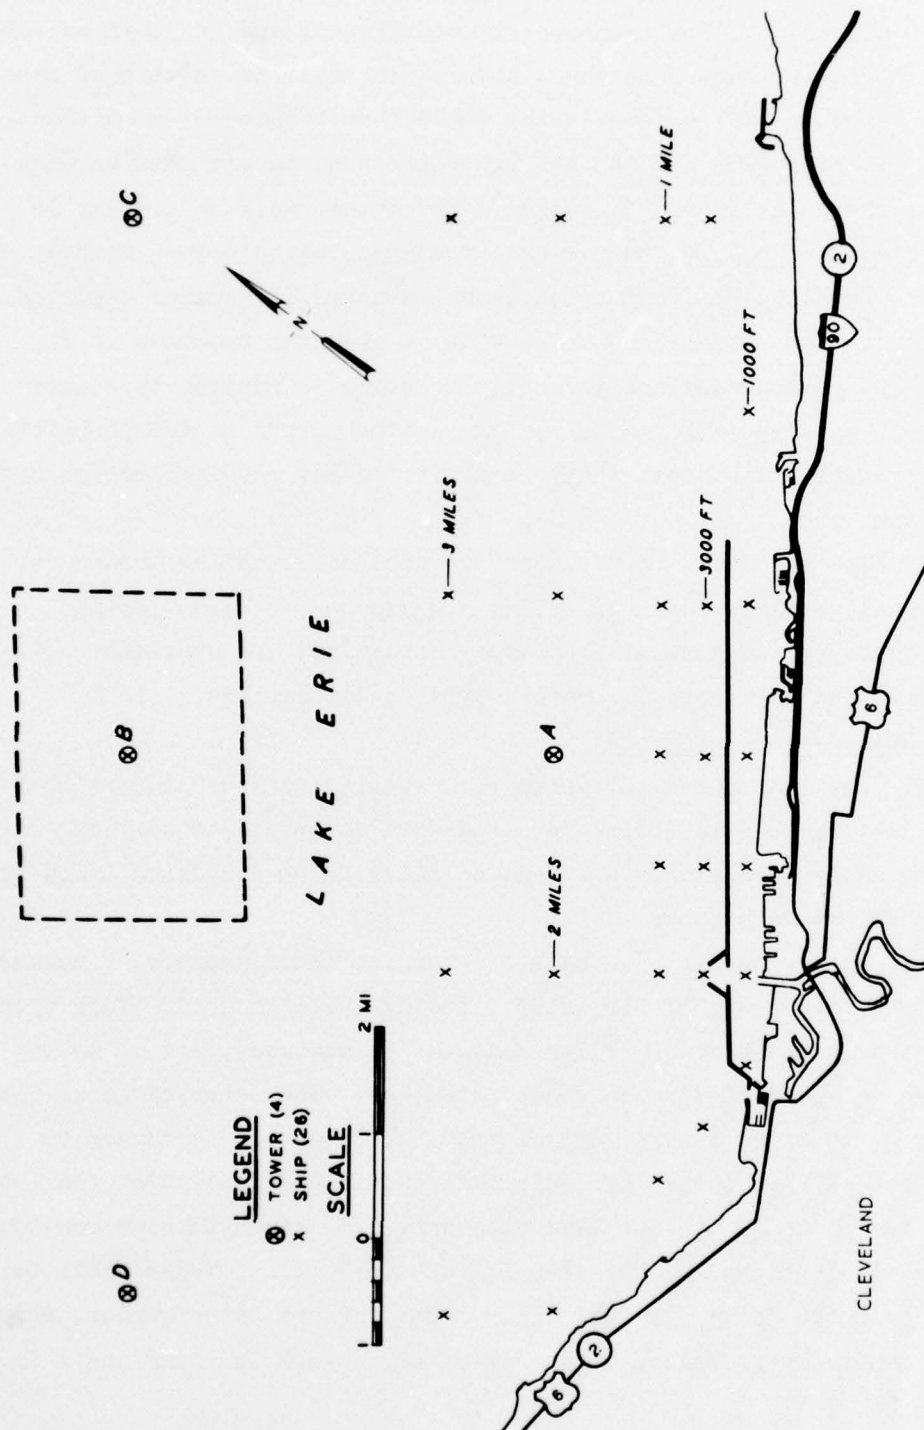 C
X—1 MILE
N
2
90
X—1000 FT
X—3 MILES
X—3000 FT
B
LAKE ERIE
A
6
X—2 MILES
LEGEND
⊗ TOWER (4)
x SHIP (26)
SCALE
1 0 1 2 MI
D
CLEVELAND
2
6